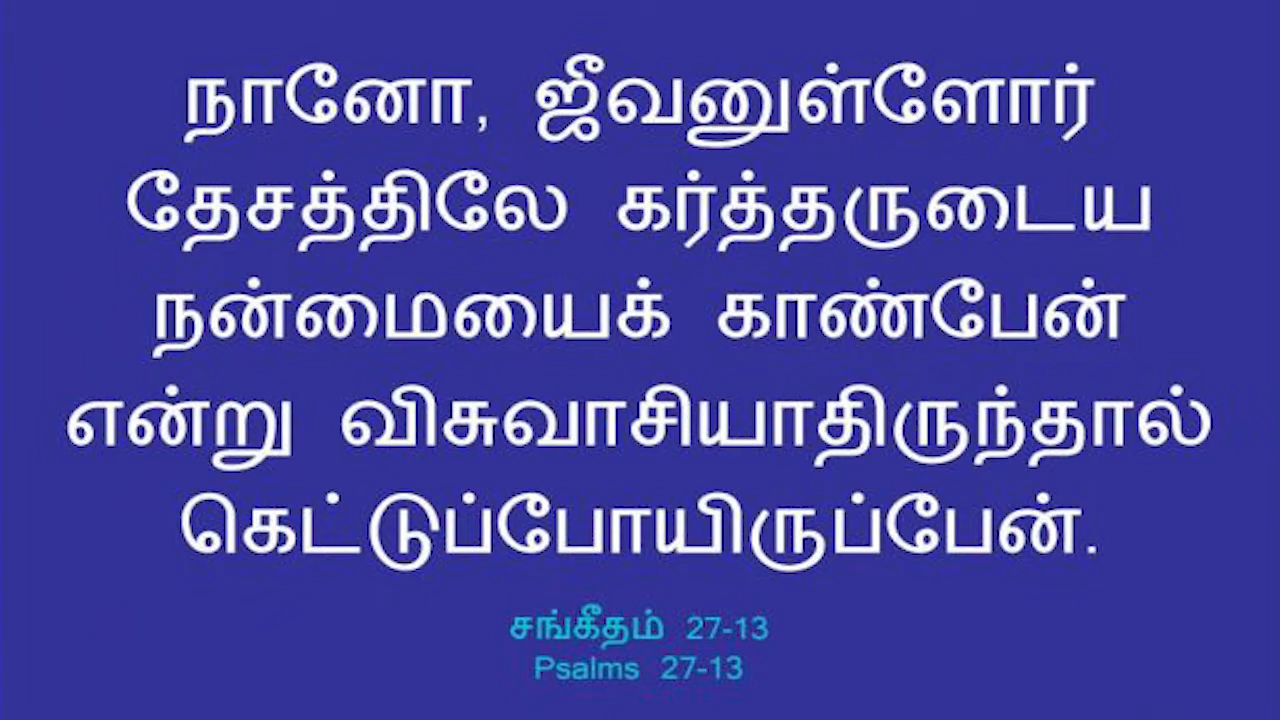 நானோ, ஜீவனுள்ளோர்
தேசத்திலே கர்த்தருடைய
நன்மையைக் காண்பேன்
என்று விசுவாசியாதிருந்தால்
கெட்டுப்போயிருப்பேன்.
சங்கீதம் 27-13
Psalms 27-13